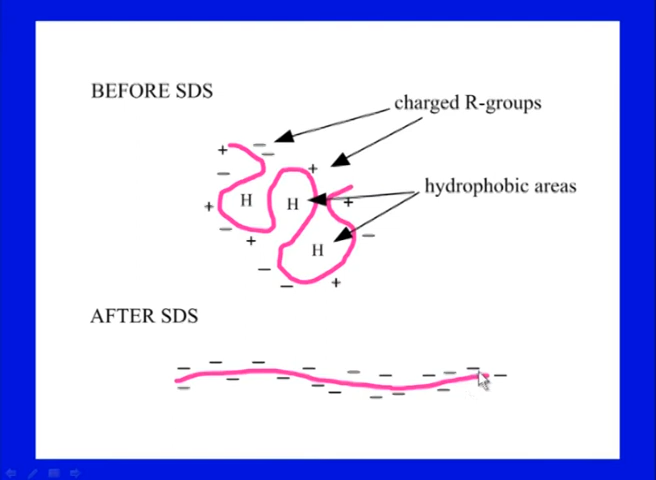 BEFORE SDS
charged R-groups
+ − −
− +
hydrophobic areas
+ H H +
− + H −
− − +
AFTER SDS
− − − − − − − − −
− − − − − − − −